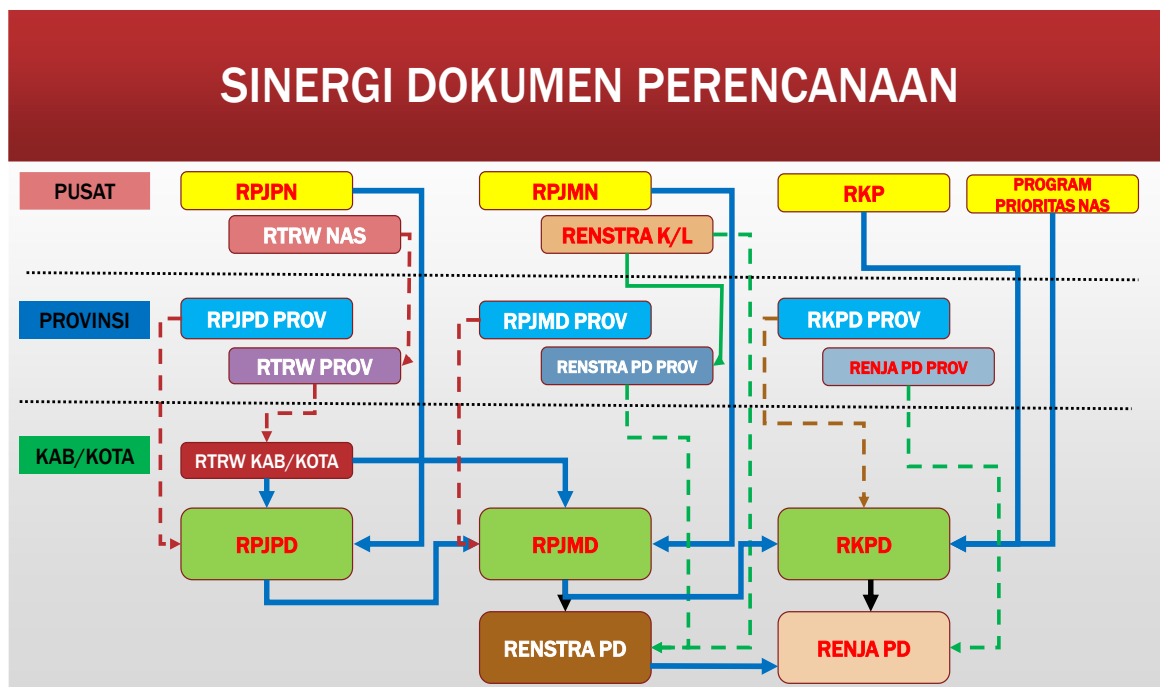 SINERGI DOKUMEN PERENCANAAN
PUSAT
RPJPN
RPJMN
RKP
PROGRAM
PRIORITAS NAS
RTRW NAS
RENSTRA K/L
PROVINSI
RPJPD PROV
RPJMD PROV
RKPD PROV
RTRW PROV
RENSTRA PD PROV
RENJA PD PROV
KAB/KOTA
RTRW KAB/KOTA
RPJPD
RPJMD
RKPD
RENSTRA PD
RENJA PD